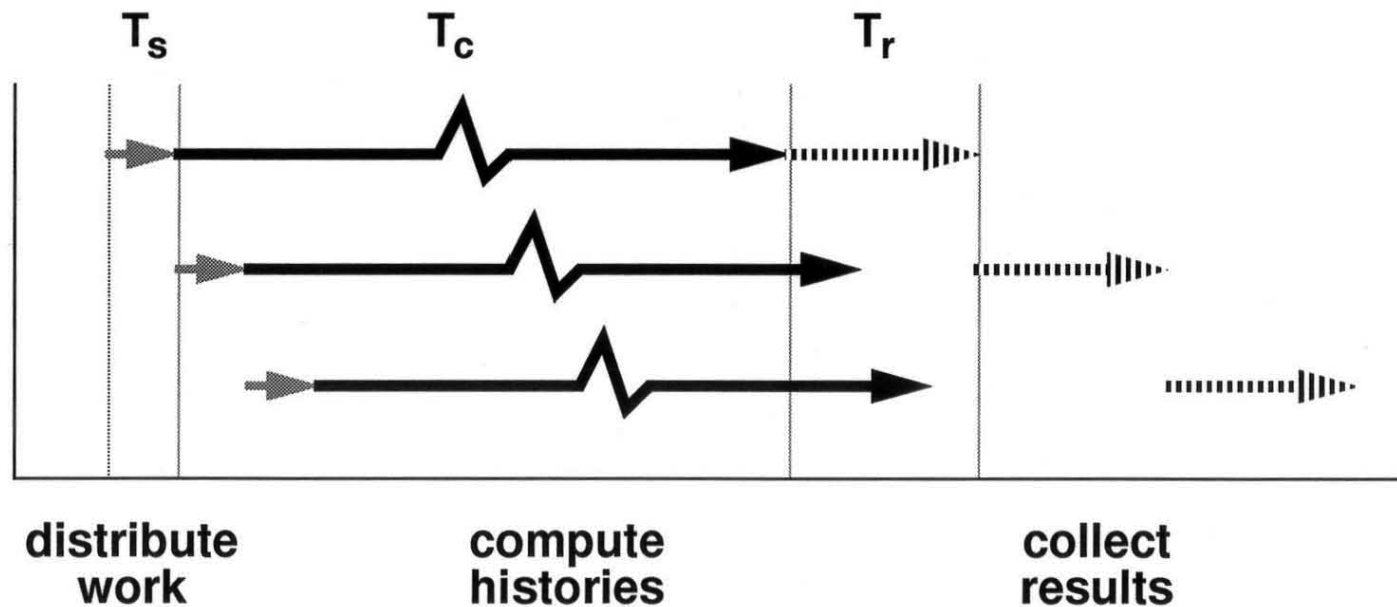 Ts Tc Tr
distribute work
compute histories
collect results